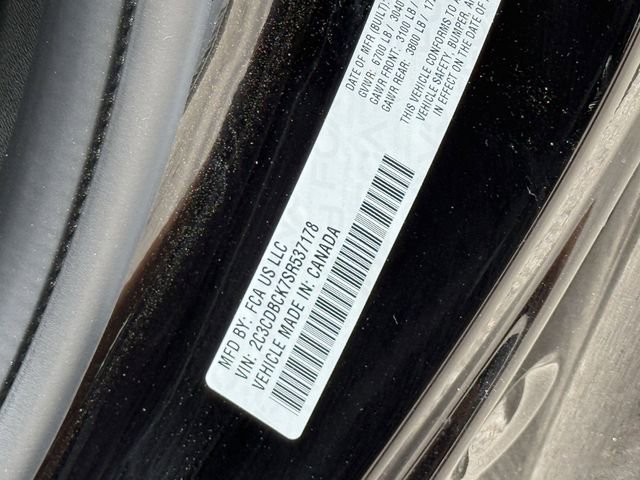 MFD BY: FCA US LLC
VIN: 2C3CDBCK7SR537178
VEHICLE MADE IN: CANADA
DATE OF MFR (BUILT):
GVWR: 6700 LB / 3040
GAWR FRONT: 3100 LB /
GAWR REAR: 3800 LB / 17
THIS VEHICLE CONFORMS TO
VEHICLE SAFETY, BUMPER,
IN EFFECT ON THE DATE OF